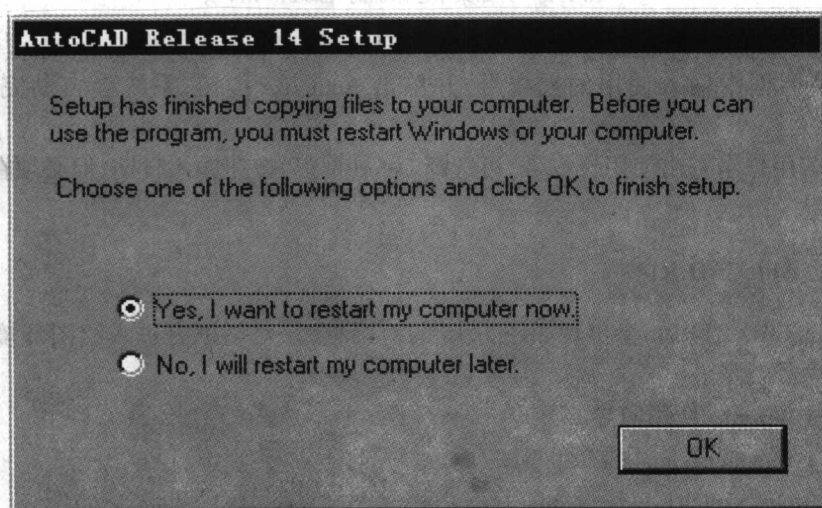 AutoCAD Release 14 Setup
Setup has finished copying files to your computer. Before you can
use the program, you must restart Windows or your computer.
Choose one of the following options and click OK to finish setup.
Yes, I want to restart my computer now.
No, I will restart my computer later.
OK